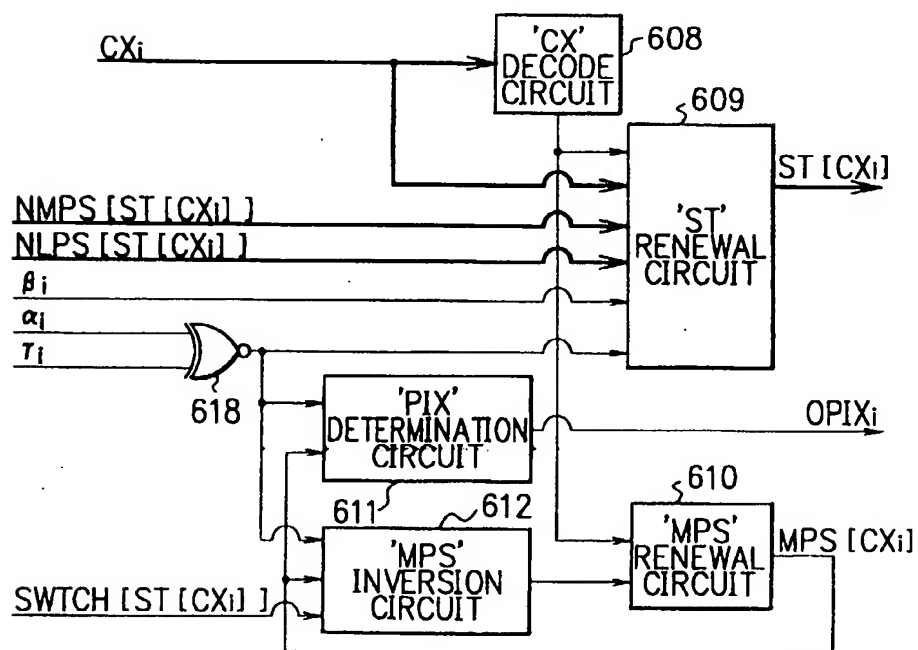 CXi
'CX'
DECODE
CIRCUIT
608
609
ST [CXi]
NMPS [ST [CXi] ]
NLPS [ST [CXi] ]
'ST'
RENEWAL
CIRCUIT
βi
αi
γi
618
'PIX'
DETERMINATION
CIRCUIT
OPIXi
611
612
610
'MPS'
INVERSION
CIRCUIT
'MPS'
RENEWAL
CIRCUIT
MPS [CXi]
SWTCH [ST [CXi] ]